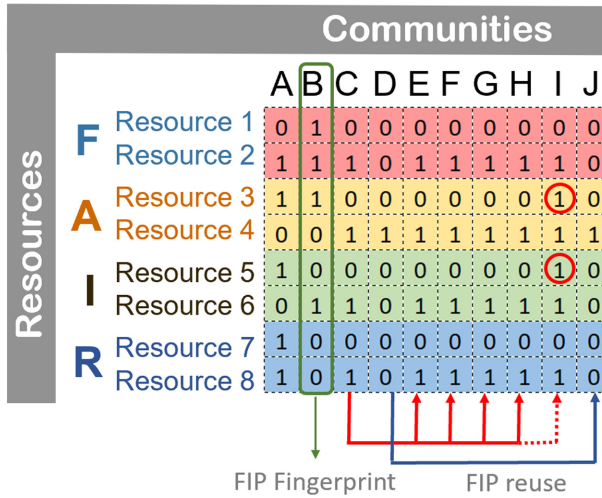 Communities
Resources
A B C D E F G H I J
F
Resource 1 0 1 0 0 0 0 0 0 0 0
Resource 2 1 1 1 0 1 1 1 1 1 0
A
Resource 3 1 1 0 0 0 0 0 0 1 0
Resource 4 0 0 1 1 1 1 1 1 1 1
I
Resource 5 1 0 0 0 0 0 0 0 1 0
Resource 6 0 1 1 0 1 1 1 1 1 0
R
Resource 7 1 0 0 0 0 0 0 0 0 0
Resource 8 1 0 1 0 1 1 1 1 1 0
FIP Fingerprint FIP reuse